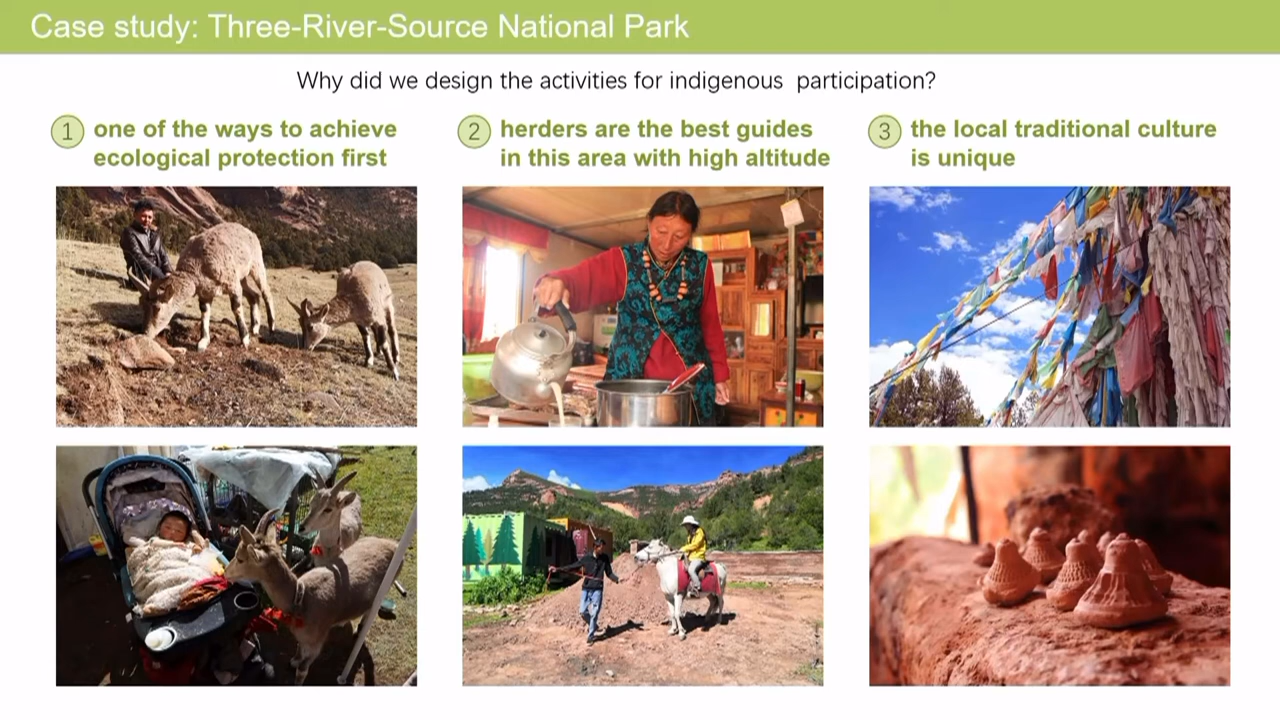 Case study: Three-River-Source National Park
Why did we design the activities for indigenous participation?
1 one of the ways to achieve
ecological protection first
2 herders are the best guides
in this area with high altitude
3 the local traditional culture
is unique